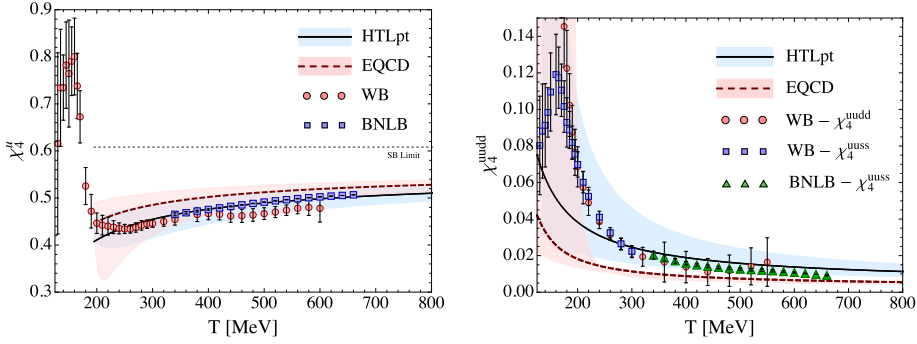 0.9
0.8
0.7
0.6
0.5
0.4
0.3
χ₄ᵘ
HTLpt
EQCD
WB
BNLB
SB Limit
200 300 400 500 600 700 800
T [MeV]
0.14
0.12
0.10
0.08
0.06
0.04
0.02
0.00
χ₄ᵘᵘᵈᵈ
HTLpt
EQCD
WB – χ₄ᵘᵘᵈᵈ
WB – χ₄ᵘᵘˢˢ
BNLB – χ₄ᵘᵘˢˢ
200 300 400 500 600 700 800
T [MeV]